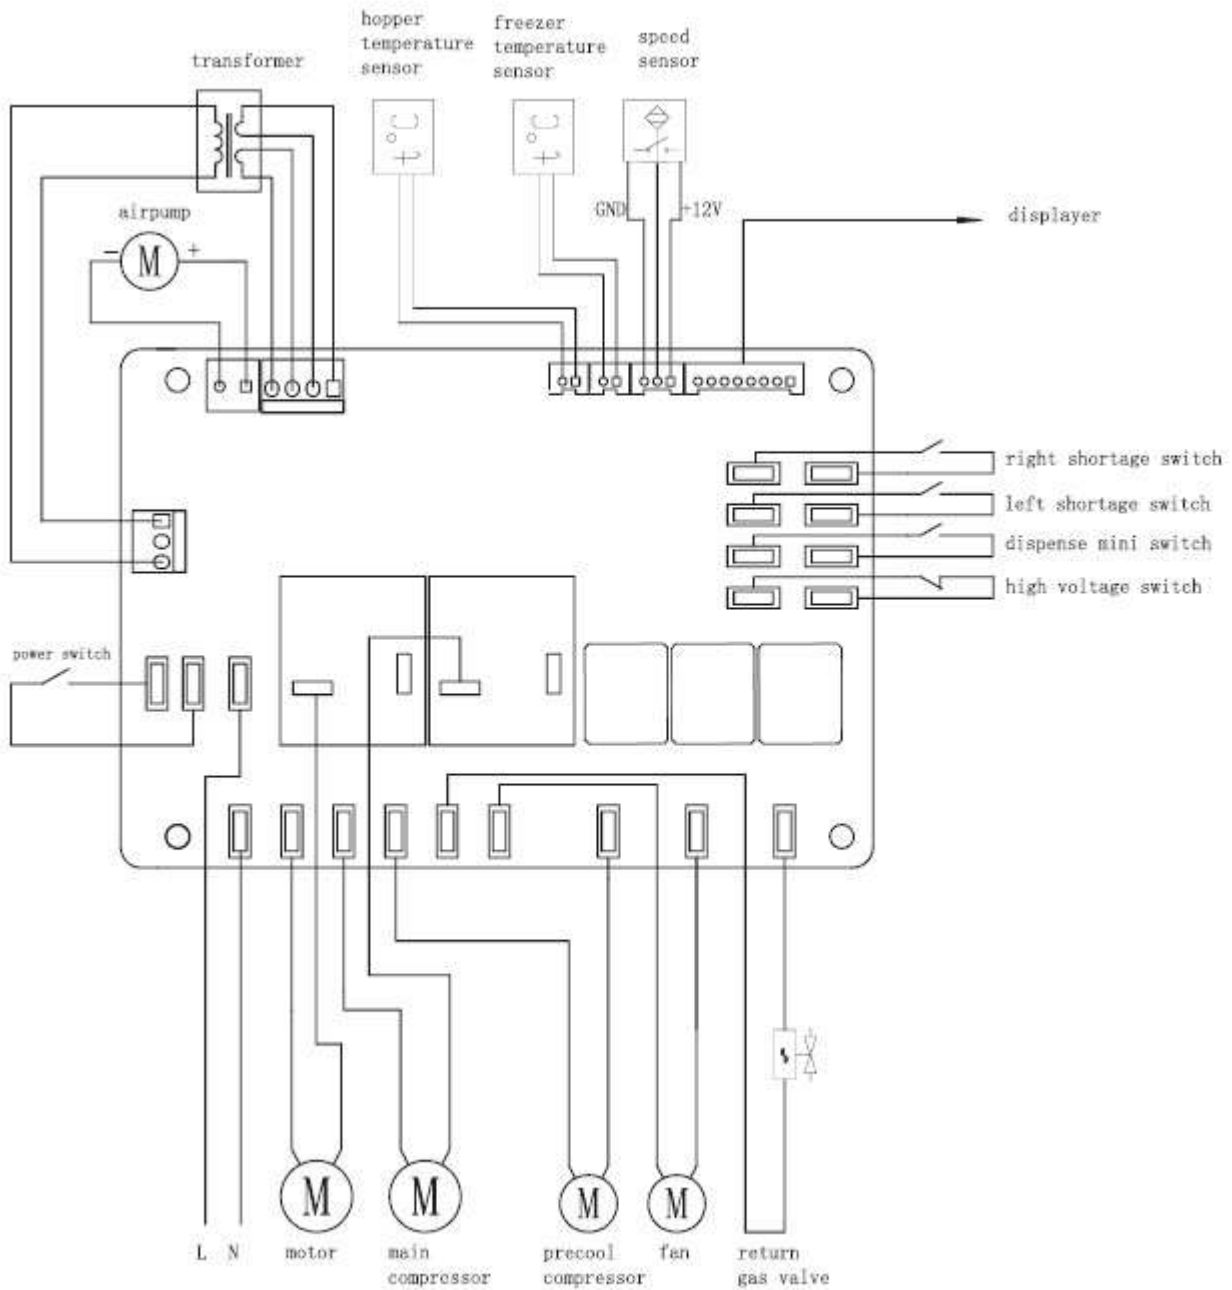 hopper
temperature
sensor
freezer
temperature
sensor
speed
sensor
transformer
t℃
t℃
GND
+12V
displayer
airpump
- M +
right shortage switch
left shortage switch
dispense mini switch
high voltage switch
power switch
M
M
M
M
L
N
motor
main
compressor
precool
compressor
fan
return
gas valve